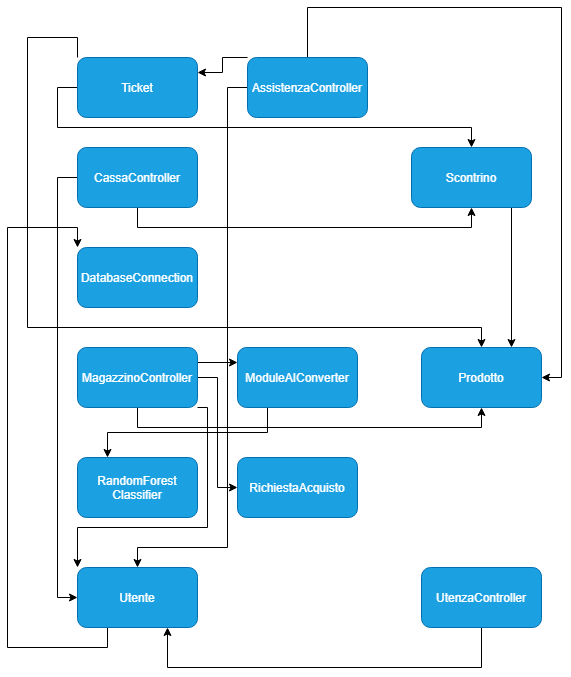 Ticket
AssistenzaController
CassaController
Scontrino
DatabaseConnection
MagazzinoController
ModuleAIConverter
Prodotto
RandomForest
Classifier
RichiestaAcquisto
Utente
UtenzaController